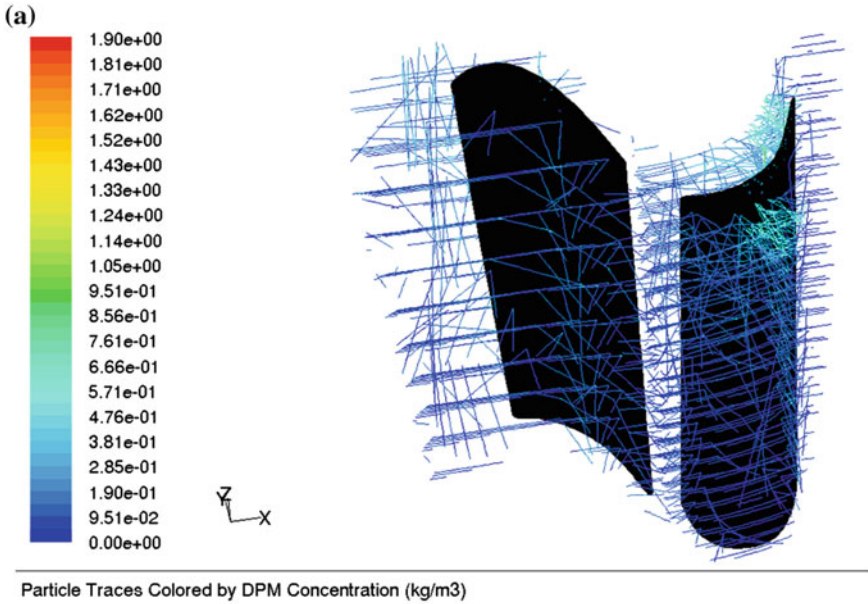 (a)
1.90e+00
1.81e+00
1.71e+00
1.62e+00
1.52e+00
1.43e+00
1.33e+00
1.24e+00
1.14e+00
1.05e+00
9.51e-01
8.56e-01
7.61e-01
6.66e-01
5.71e-01
4.76e-01
3.81e-01
2.85e-01
1.90e-01
9.51e-02
0.00e+00
Y Z X
Particle Traces Colored by DPM Concentration (kg/m3)